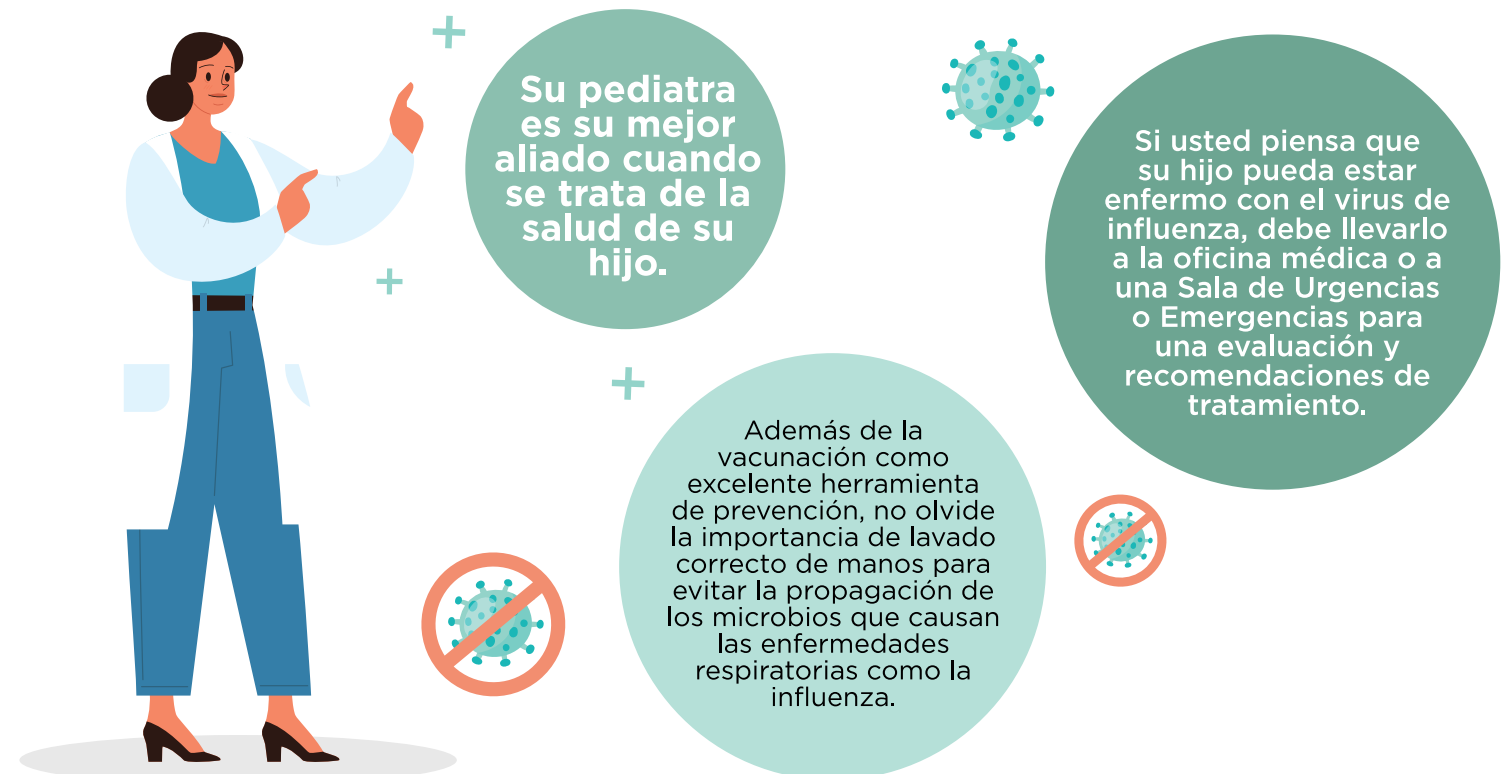 Su pediatra
es su mejor
aliado cuando
se trata de la
salud de su
hijo.
Si usted piensa que
su hijo pueda estar
enfermo con el virus de
influenza, debe llevarlo
a la oficina médica o a
una Sala de Urgencias
o Emergencias para
una evaluación y
recomendaciones de
tratamiento.
Además de la
vacunación como
excelente herramienta
de prevención, no olvide
la importancia de lavado
correcto de manos para
evitar la propagación de
los microbios que causan
las enfermedades
respiratorias como la
influenza.